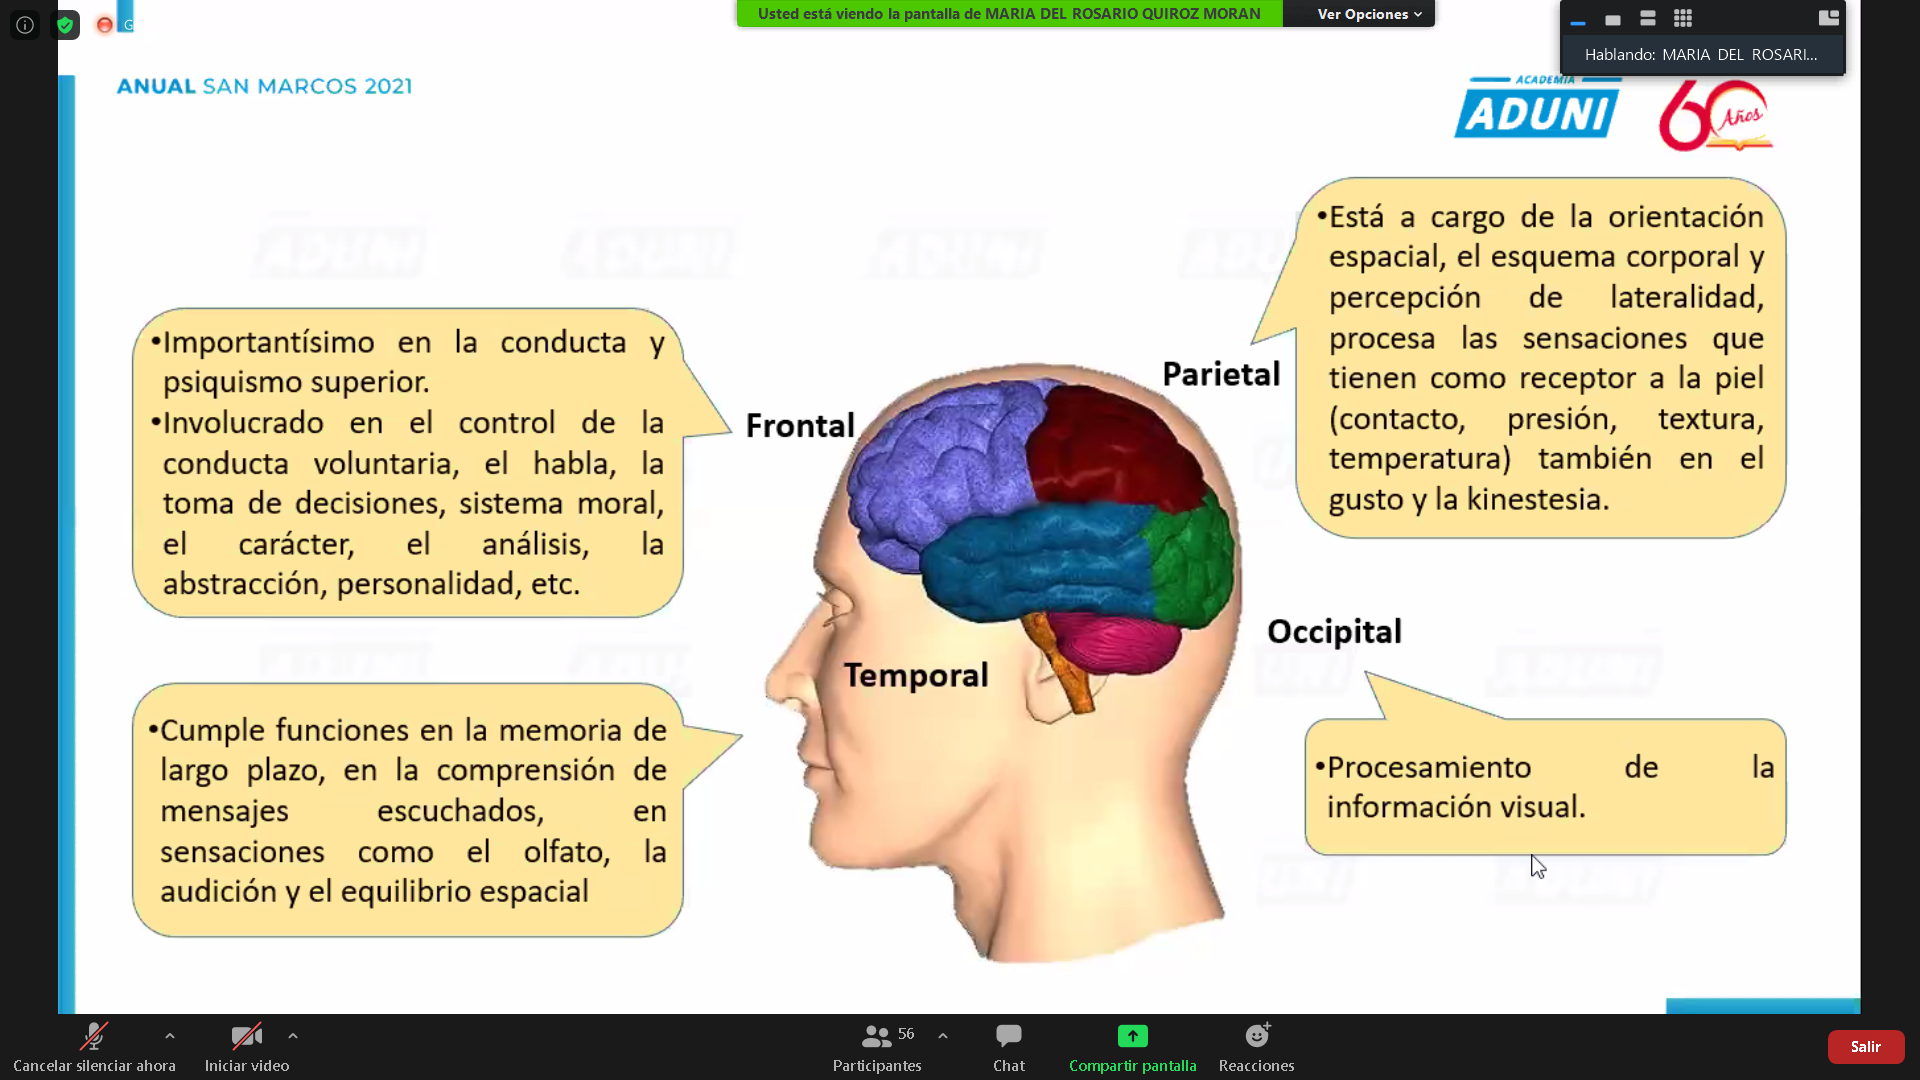 G
Usted está viendo la pantalla de MARIA DEL ROSARIO QUIROZ MORAN
Ver Opciones
Hablando: MARIA DEL ROSARI...
ANUAL SAN MARCOS 2021
ACADEMIA
ADUNI
60 Años
•Importantísimo en la conducta y
psiquismo superior.
•Involucrado en el control de la
conducta voluntaria, el habla, la
toma de decisiones, sistema moral,
el carácter, el análisis, la
abstracción, personalidad, etc.
Frontal
Parietal
•Está a cargo de la orientación
espacial, el esquema corporal y
percepción de lateralidad,
procesa las sensaciones que
tienen como receptor a la piel
(contacto, presión, textura,
temperatura) también en el
gusto y la kinestesia.
Temporal
•Cumple funciones en la memoria de
largo plazo, en la comprensión de
mensajes escuchados, en
sensaciones como el olfato, la
audición y el equilibrio espacial
Occipital
•Procesamiento de la
información visual.
Cancelar silenciar ahora
Iniciar video
56
Participantes
Chat
Compartir pantalla
Reacciones
Salir